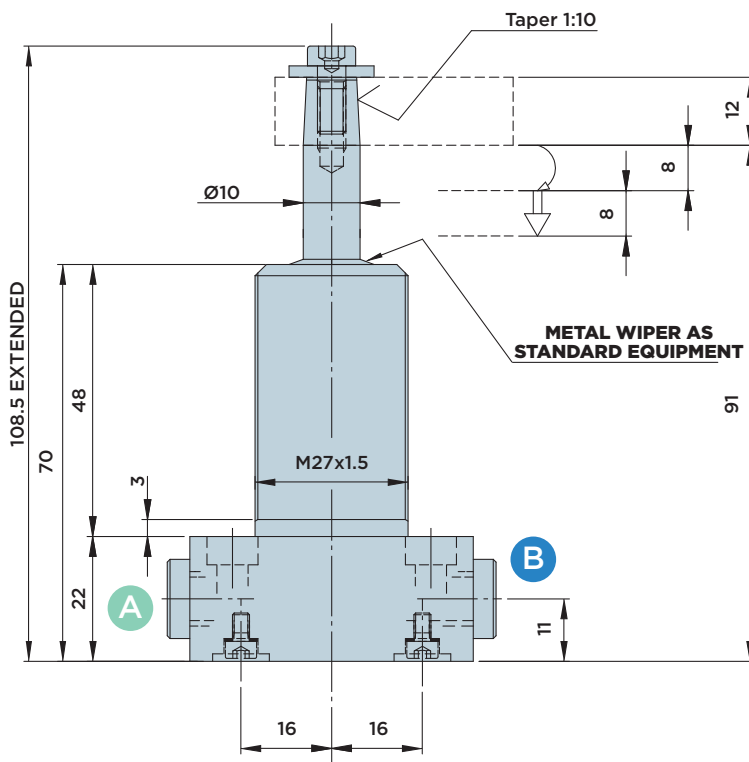 Taper 1:10
12
8
Ø10
8
METAL WIPER AS
STANDARD EQUIPMENT
108.5 EXTENDED
48
91
70
M27x1.5
3
B
A
22
11
16
16